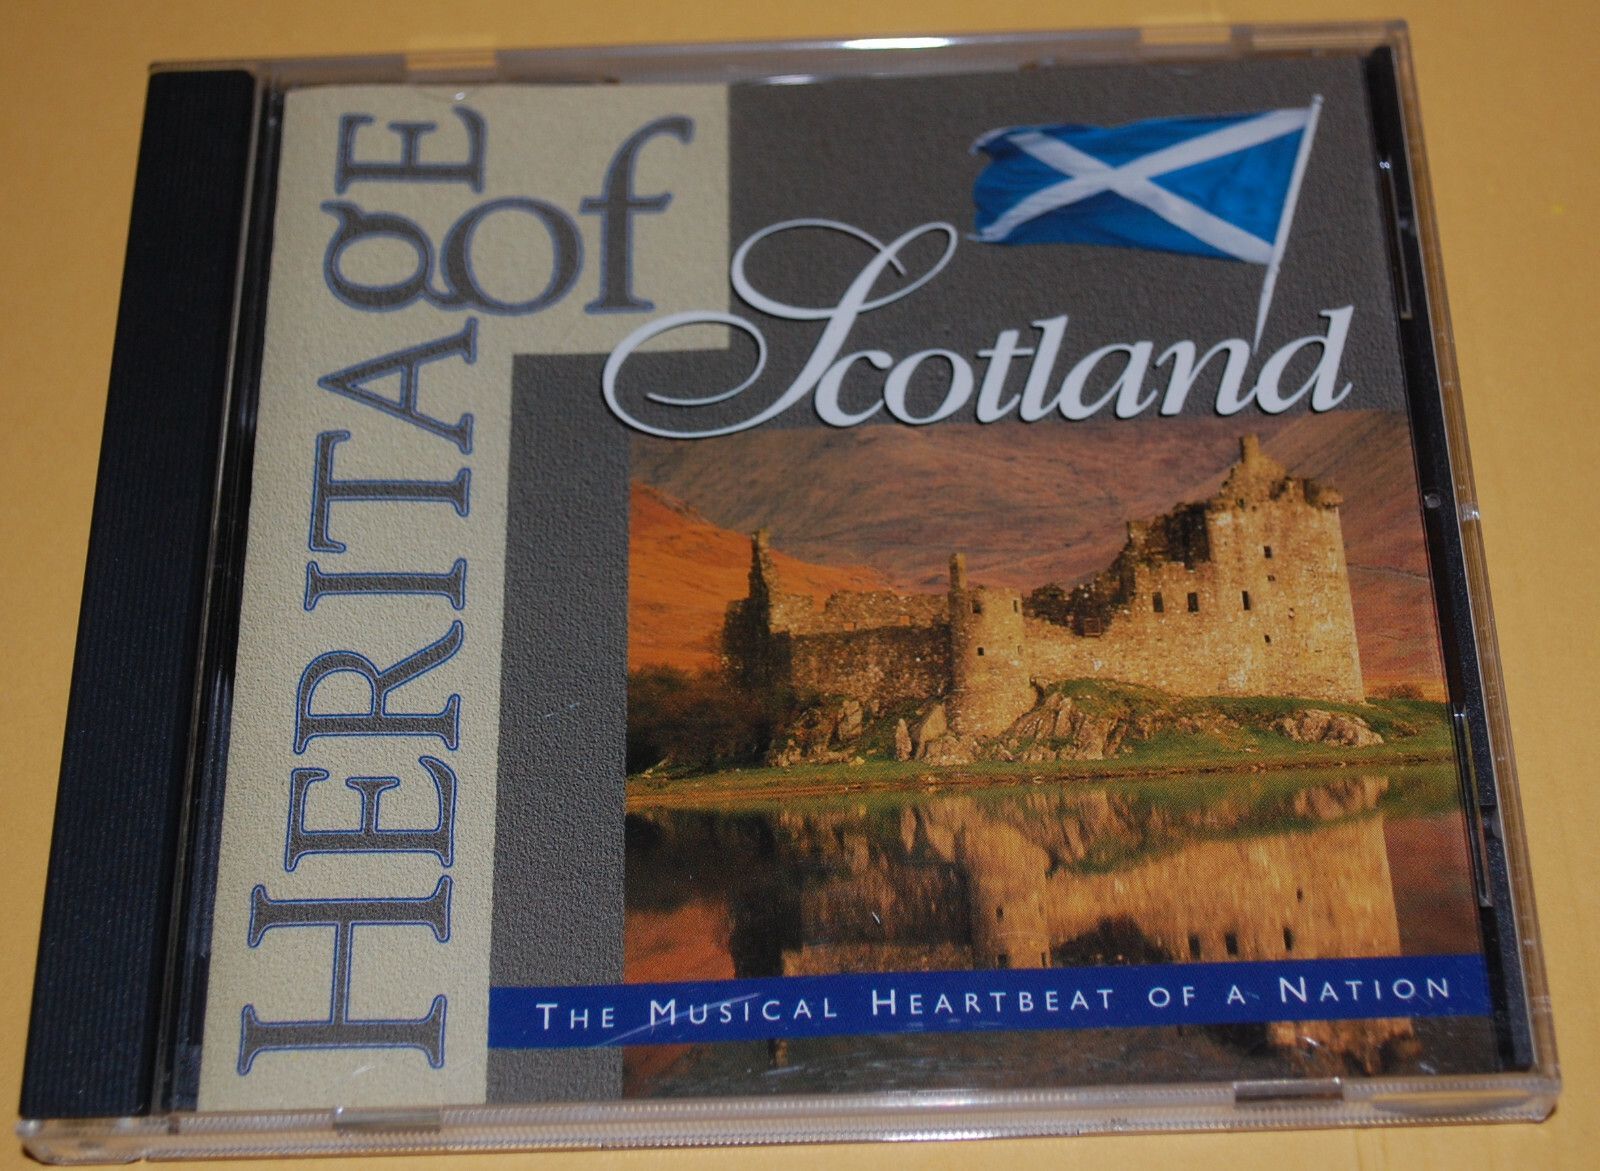 HERITAgE
of
Scotland
THE MUSICAL HEARTBEAT OF A NATION